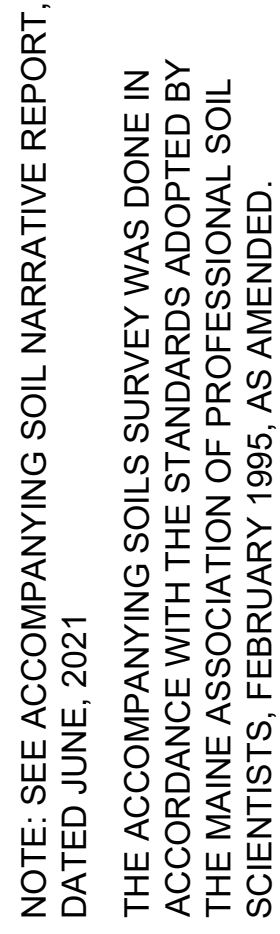 NOTE: SEE ACCOMPANYING SOIL NARRATIVE REPORT,
DATED JUNE, 2021
THE ACCOMPANYING SOILS SURVEY WAS DONE IN
ACCORDANCE WITH THE STANDARDS ADOPTED BY
THE MAINE ASSOCIATION OF PROFESSIONAL SOIL
SCIENTISTS, FEBRUARY 1995, AS AMENDED.